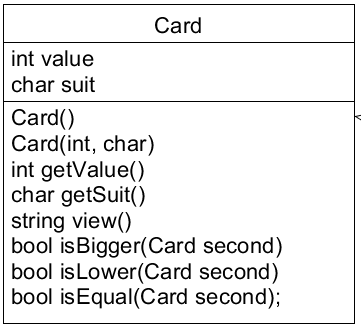 Card
int value
char suit
Card()
Card(int, char)
int getValue()
char getSuit()
string view()
bool isBigger(Card second)
bool isLower(Card second)
bool isEqual(Card second);